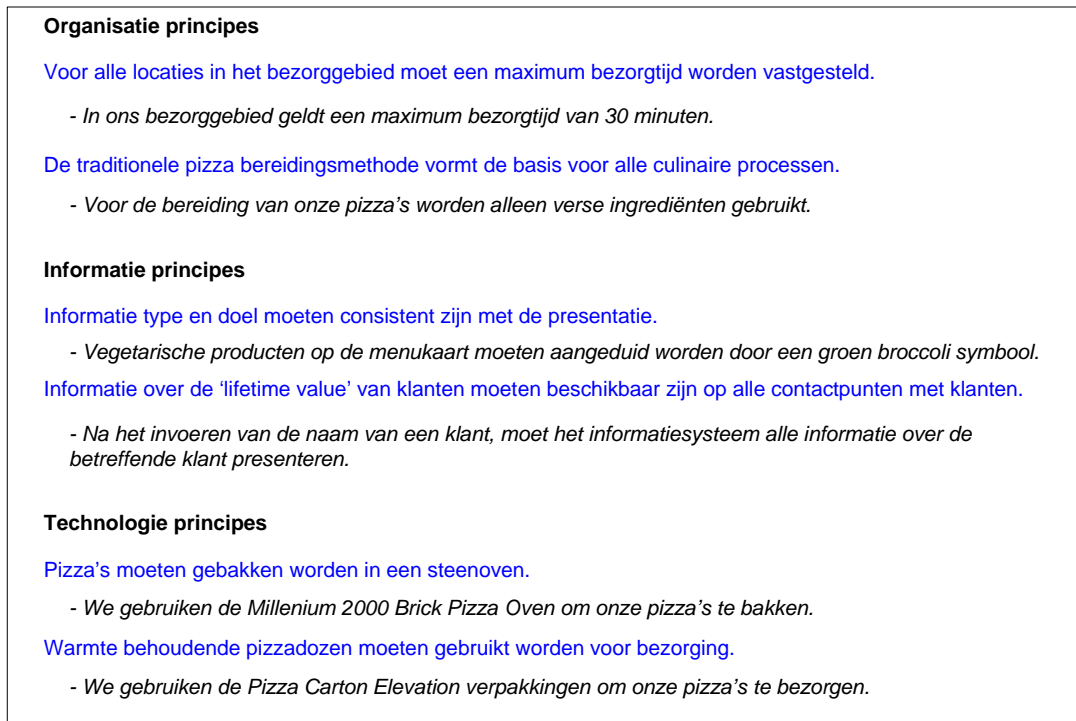 Organisatie principes
Voor alle locaties in het bezorggebied moet een maximum bezorgtijd worden vastgesteld.
- In ons bezorggebied geldt een maximum bezorgtijd van 30 minuten.
De traditionele pizza bereidingsmethode vormt de basis voor alle culinaire processen.
- Voor de bereiding van onze pizza’s worden alleen verse ingrediënten gebruikt.
Informatie principes
Informatie type en doel moeten consistent zijn met de presentatie.
- Vegetarische producten op de menukaart moeten aangeduid worden door een groen broccoli symbool.
Informatie over de ‘lifetime value’ van klanten moeten beschikbaar zijn op alle contactpunten met klanten.
- Na het invoeren van de naam van een klant, moet het informatiesysteem alle informatie over de
betreffende klant presenteren.
Technologie principes
Pizza’s moeten gebakken worden in een steenoven.
- We gebruiken de Millenium 2000 Brick Pizza Oven om onze pizza’s te bakken.
Warmte behoudende pizzadozen moeten gebruikt worden voor bezorging.
- We gebruiken de Pizza Carton Elevation verpakkingen om onze pizza’s te bezorgen.